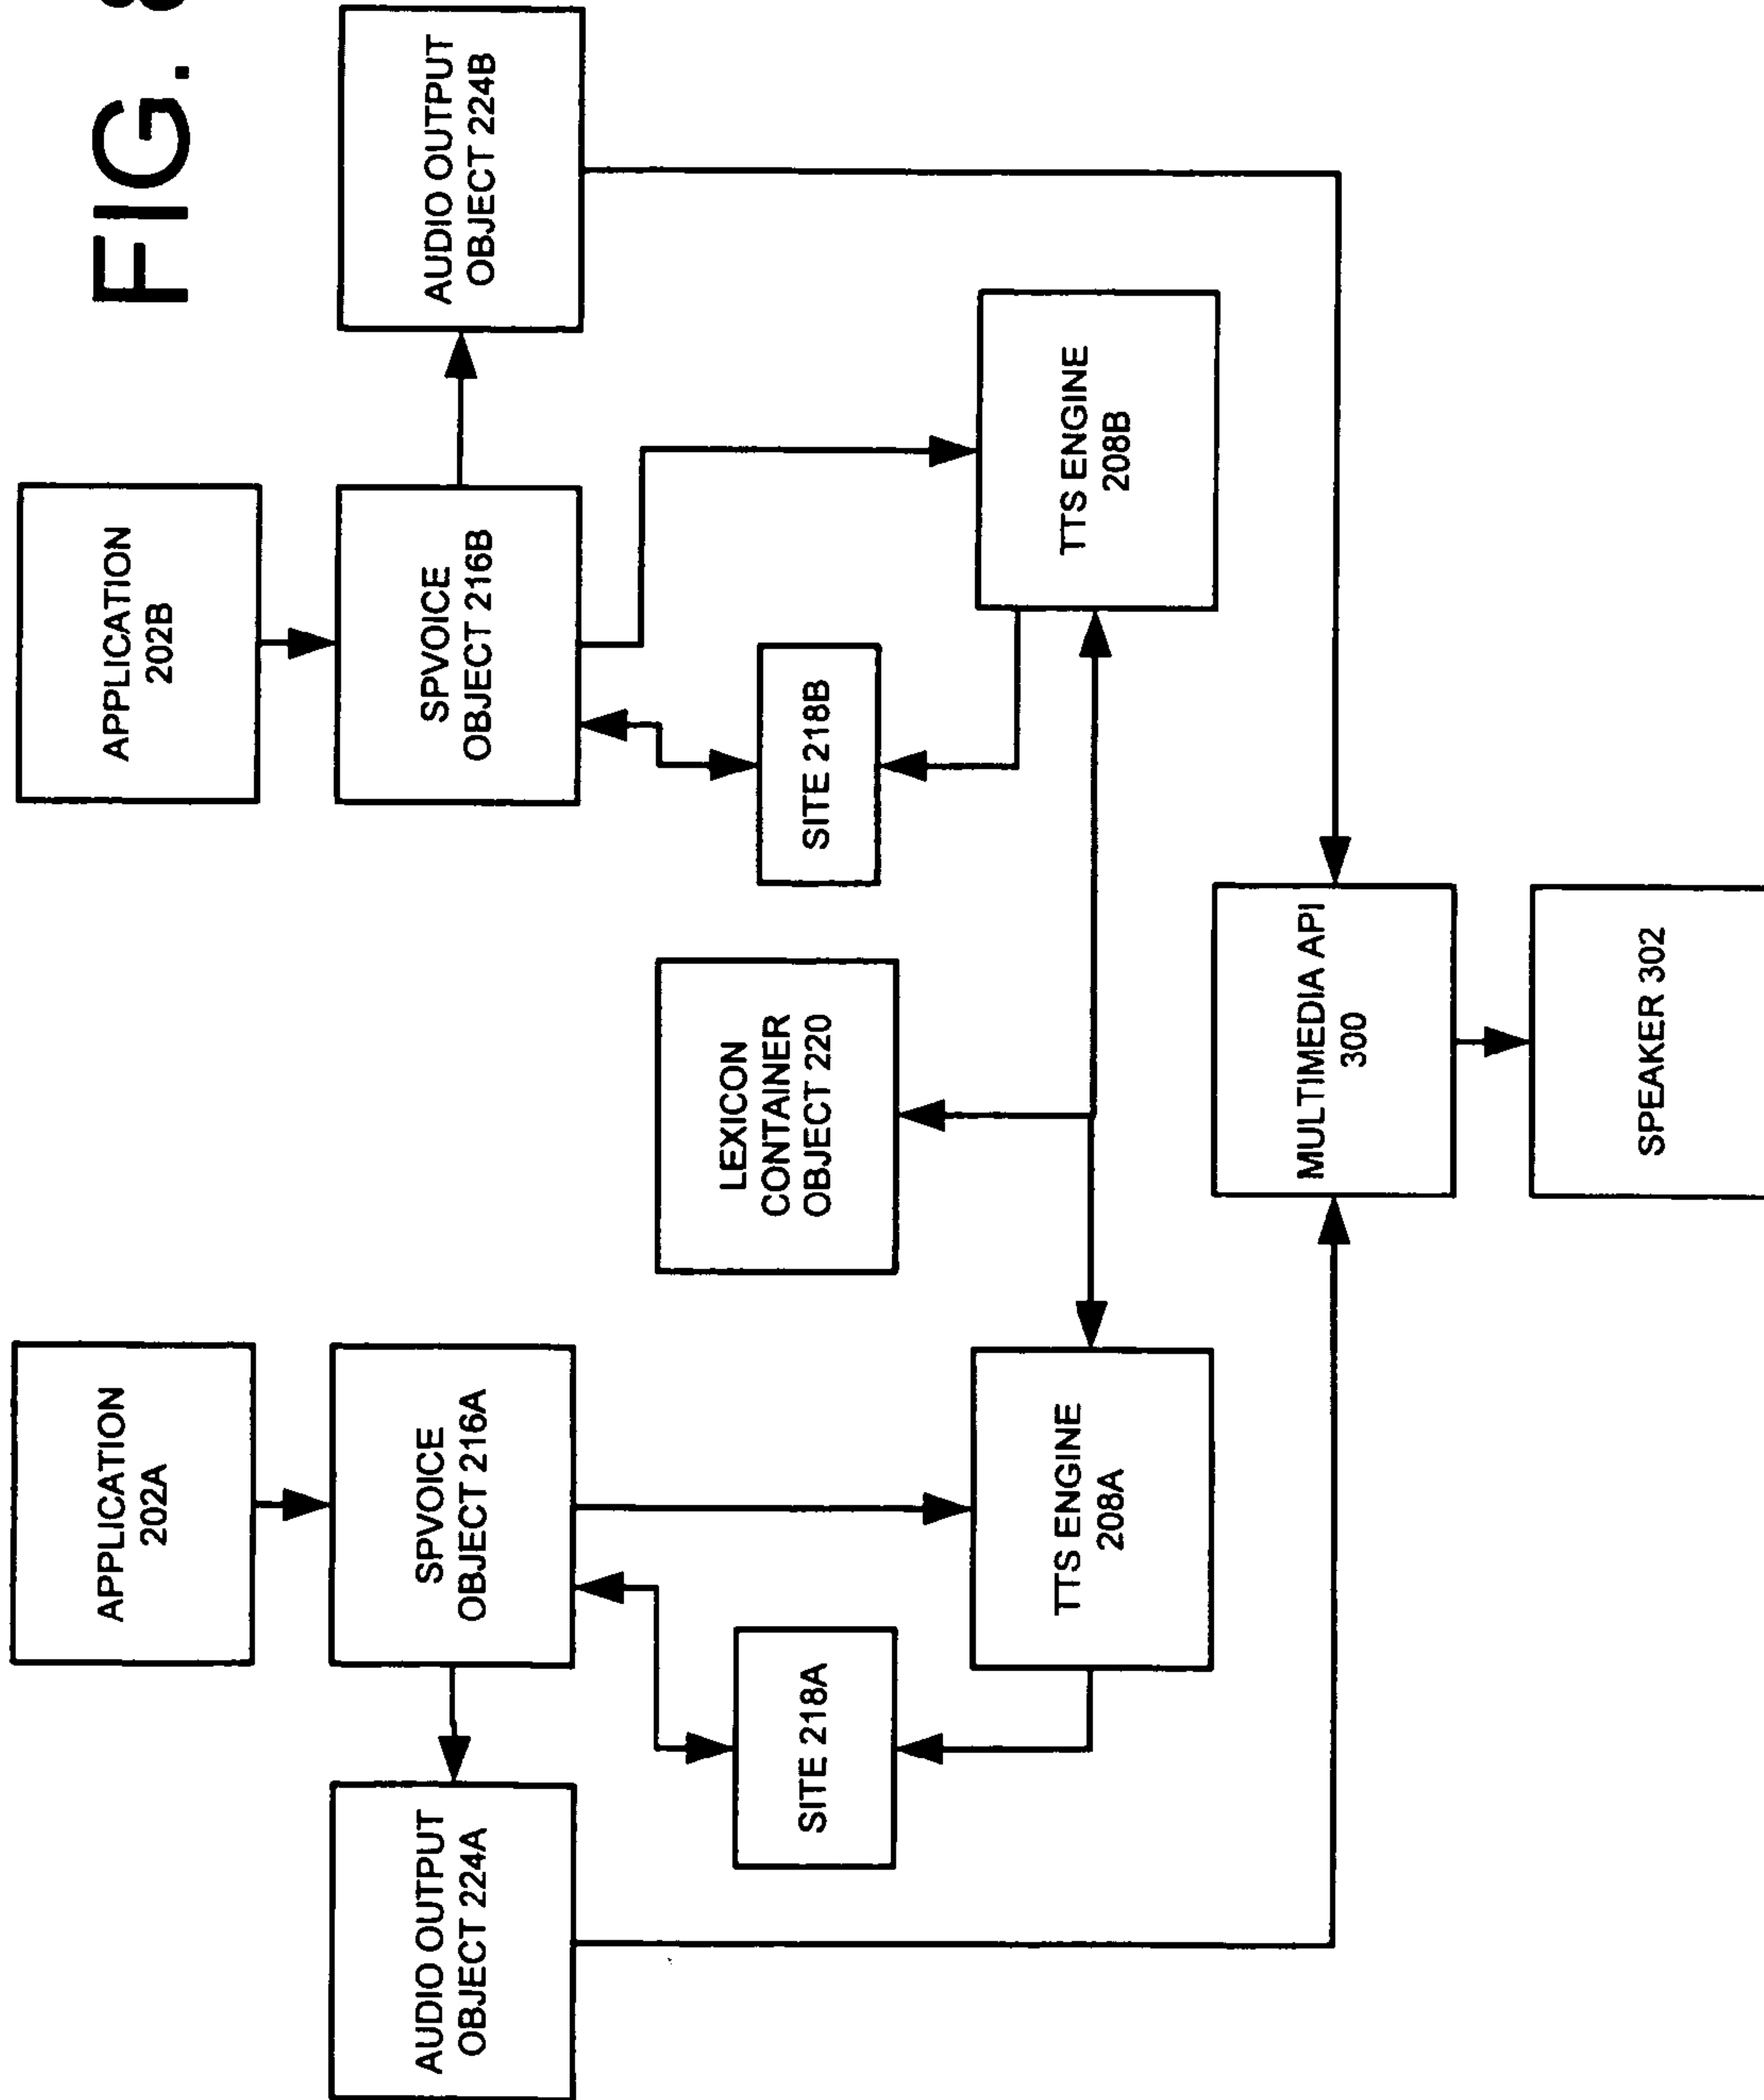 FIG. 8
APPLICATION
202A
APPLICATION
202B
AUDIO OUTPUT
OBJECT 224A
SPVOICE
OBJECT 216A
SPVOICE
OBJECT 216B
AUDIO OUTPUT
OBJECT 224B
SITE 218A
LEXICON
CONTAINER
OBJECT 220
SITE 218B
TTS ENGINE
208A
TTS ENGINE
208B
MULTIMEDIA API
300
SPEAKER 302